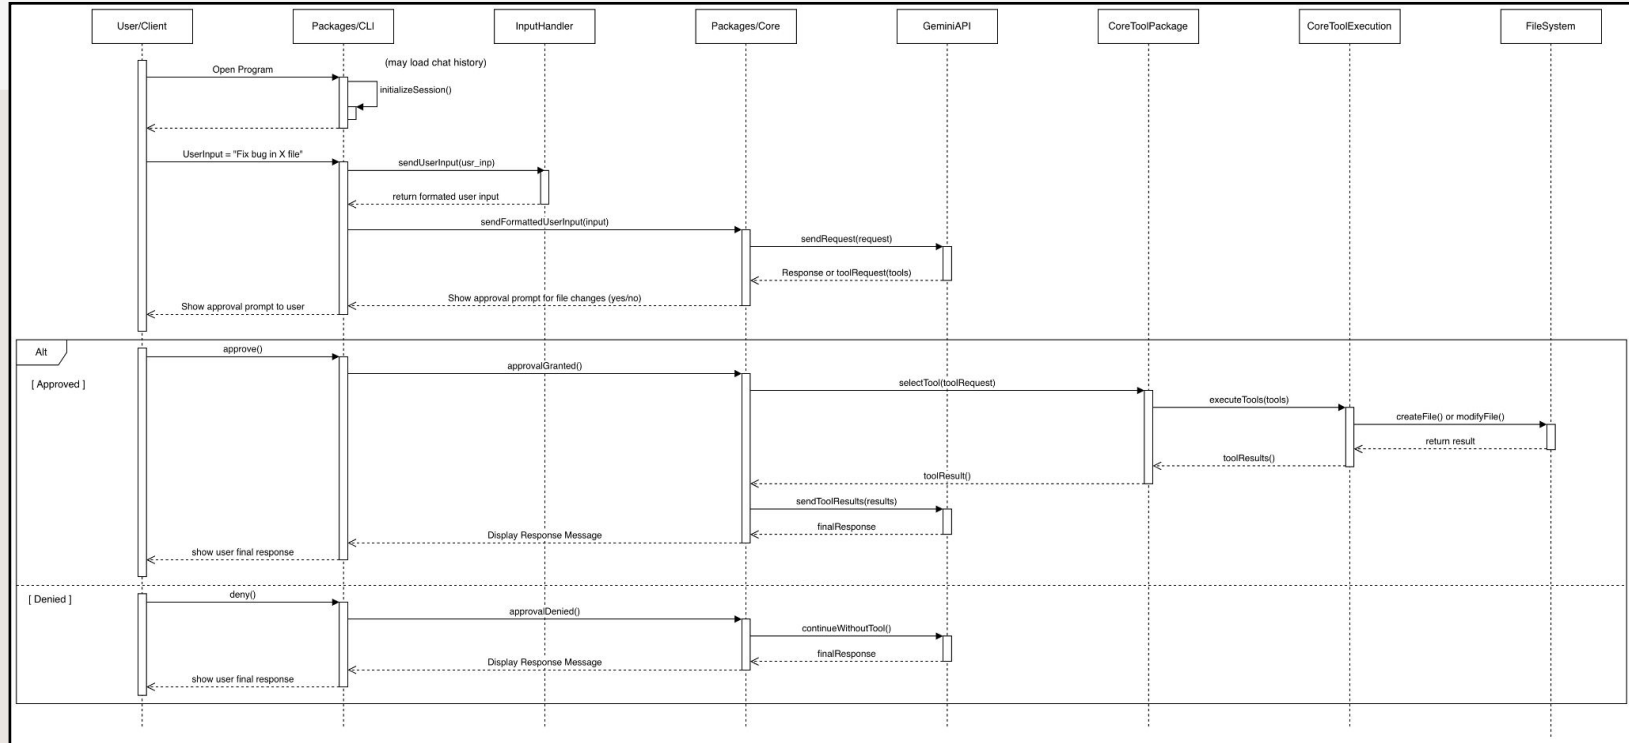 User/Client
Packages/CLI
InputHandler
Packages/Core
GeminiAPI
CoreToolPackage
CoreToolExecution
FileSystem
(may load chat history)
Open Program
initializeSession()
UserInput = "Fix bug in X file"
sendUserInput(usr_inp)
return formated user input
sendFormattedUserInput(input)
sendRequest(request)
Response or toolRequest(tools)
Show approval prompt for file changes (yes/no)
Show approval prompt to user
Alt
approve()
[ Approved ]
approvalGranted()
selectTool(toolRequest)
executeTools(tools)
createFile() or modifyFile()
return result
toolResults()
toolResult()
sendToolResults(results)
finalResponse
Display Response Message
show user final response
[ Denied ]
deny()
approvalDenied()
continueWithoutTool()
finalResponse
Display Response Message
show user final response